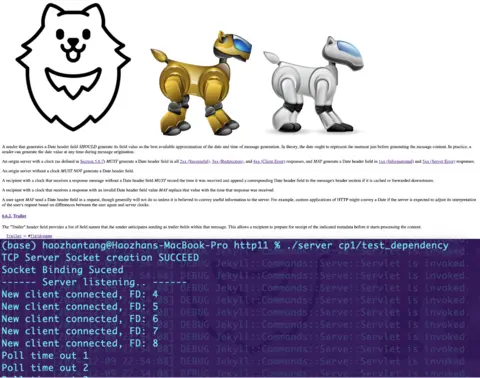 A sender that generates a Date header field SHOULD generate its field value as the best available approximation of the date and time of message generation. In theory, the date ought to represent the moment just before generating the message content. In practice, a
sender can generate the date value at any time during message origination.
An origin server with a clock (as defined in Section 5.6.7) MUST generate a Date header field in all 2xx (Successful), 3xx (Redirection), and 4xx (Client Error) responses, and MAY generate a Date header field in 1xx (Informational) and 5xx (Server Error) responses.
An origin server without a clock MUST NOT generate a Date header field.
A recipient with a clock that receives a response message without a Date header field MUST record the time it was received and append a corresponding Date header field to the message's header section if it is cached or forwarded downstream.
A recipient with a clock that receives a response with an invalid Date header field value MAY replace that value with the time that response was received.
A user agent MAY send a Date header field in a request, though generally will not do so unless it is believed to convey useful information to the server. For example, custom applications of HTTP might convey a Date if the server is expected to adjust its interpretation
of the user's request based on differences between the user agent and server clocks.
6.6.2. Trailer
The "Trailer" header field provides a list of field names that the sender anticipates sending as trailer fields within that message. This allows a recipient to prepare for receipt of the indicated metadata before it starts processing the content.
Trailer = #field-name
(base) haozhantang@Haozhans-MacBook-Pro http11 % ./server cp1/test_dependency
TCP Server Socket creation SUCCEED
Socket Binding Suceed
------ Server listening.. ------
New client connected, FD: 4
New client connected, FD: 5
New client connected, FD: 6
New client connected, FD: 7
New client connected, FD: 8
Poll time out 1
Poll time out 2